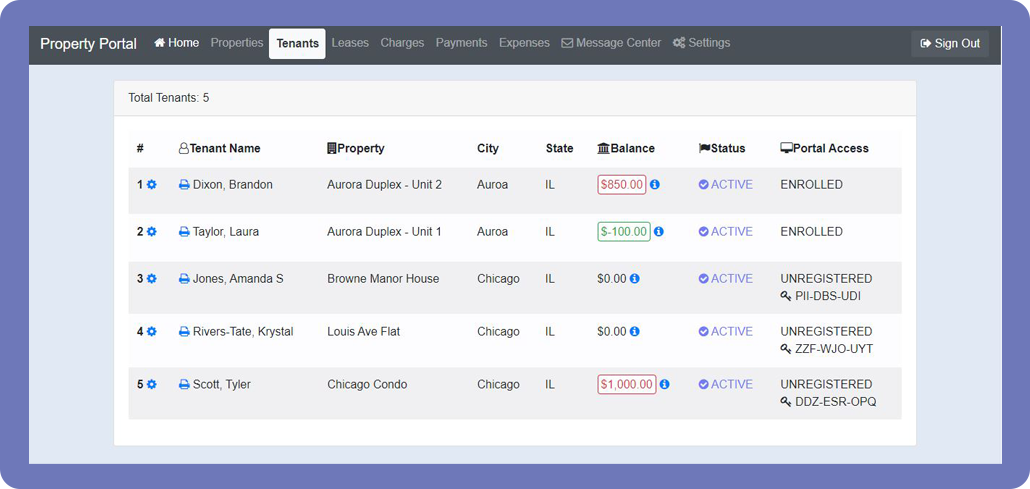 Property Portal Home Properties Tenants Leases Charges Payments Expenses Message Center Settings Sign Out
Total Tenants: 5
# Tenant Name Property City State Balance Status Portal Access
1 Dixon, Brandon Aurora Duplex - Unit 2 Auroa IL $850.00 ACTIVE ENROLLED
2 Taylor, Laura Aurora Duplex - Unit 1 Auroa IL $-100.00 ACTIVE ENROLLED
3 Jones, Amanda S Browne Manor House Chicago IL $0.00 ACTIVE UNREGISTERED
PII-DBS-UDI
4 Rivers-Tate, Krystal Louis Ave Flat Chicago IL $0.00 ACTIVE UNREGISTERED
ZZF-WJO-UYT
5 Scott, Tyler Chicago Condo Chicago IL $1,000.00 ACTIVE UNREGISTERED
DDZ-ESR-OPQ